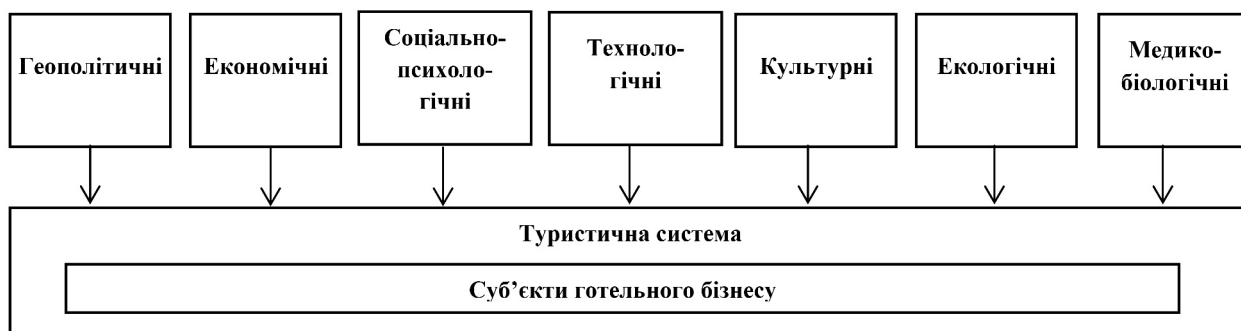 Геополітичні
Економічні
Соціально-
психоло-
гічні
Техноло-
гічні
Культурні
Екологічні
Медико-
біологічні
Туристична система
Суб’єкти готельного бізнесу